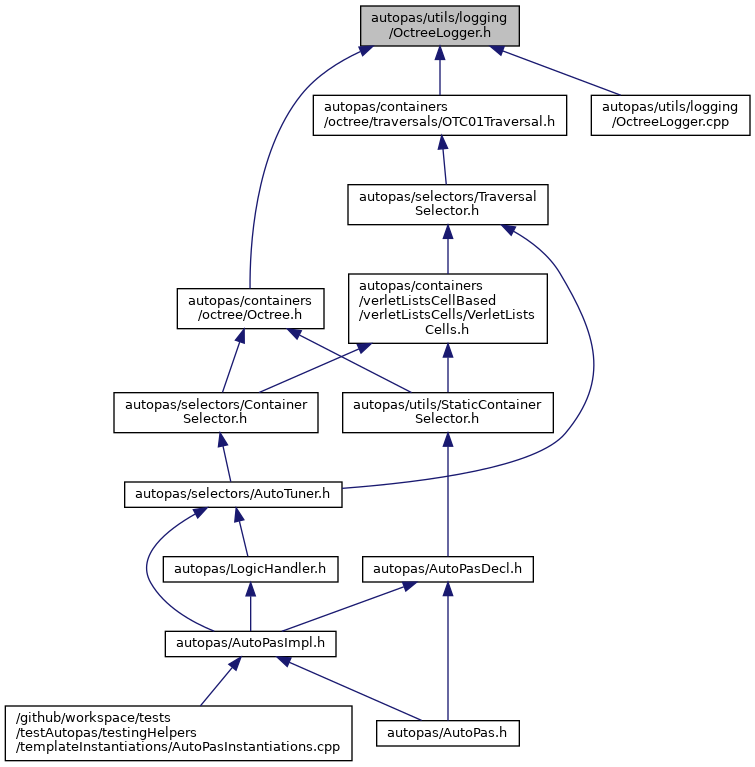 autopas/utils/logging
/OctreeLogger.h
autopas/containers
/octree/traversals/OTC01Traversal.h
autopas/utils/logging
/OctreeLogger.cpp
autopas/selectors/Traversal
Selector.h
autopas/containers
/octree/Octree.h
autopas/containers
/verletListsCellBased
/verletListsCells/VerletLists
Cells.h
autopas/selectors/Container
Selector.h
autopas/utils/StaticContainer
Selector.h
autopas/selectors/AutoTuner.h
autopas/LogicHandler.h
autopas/AutoPasDecl.h
autopas/AutoPasImpl.h
/github/workspace/tests
/testAutopas/testingHelpers
/templateInstantiations/AutoPasInstantiations.cpp
autopas/AutoPas.h